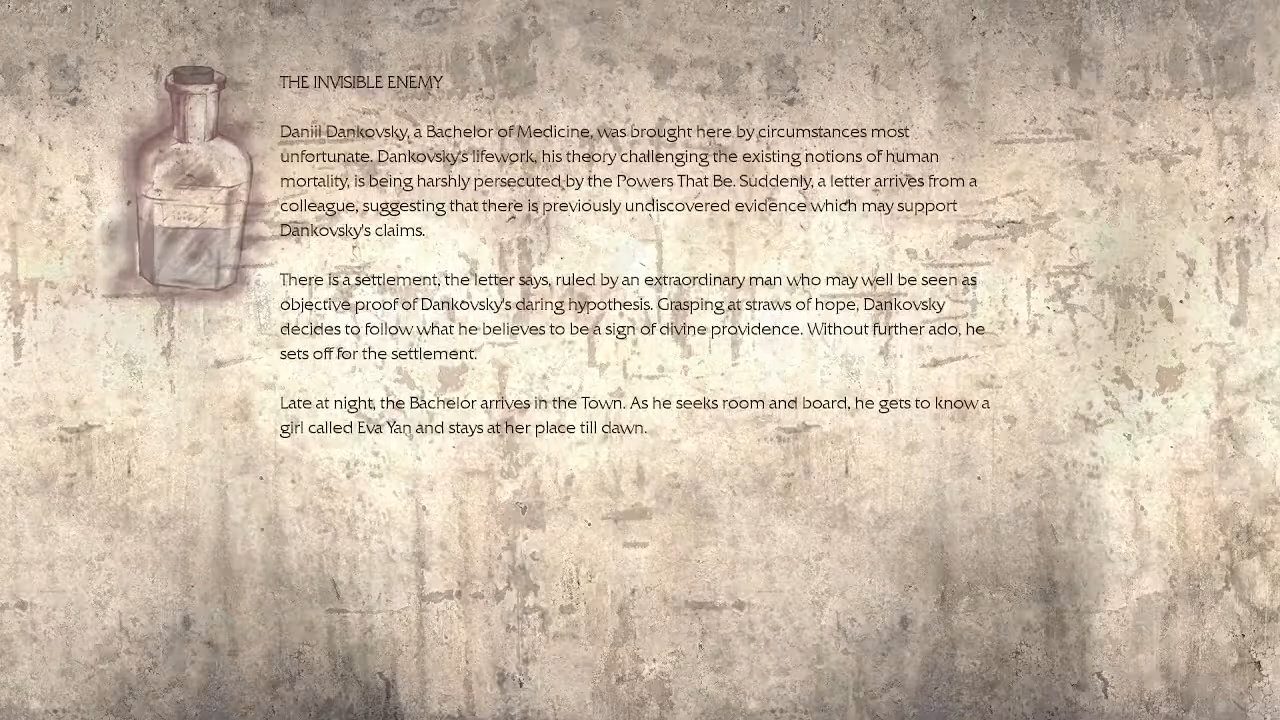 THE INVISIBLE ENEMY
Daniil Dankovsky, a Bachelor of Medicine, was brought here by circumstances most
unfortunate. Dankovsky's lifework, his theory challenging the existing notions of human
mortality, is being harshly persecuted by the Powers That Be. Suddenly, a letter arrives from a
colleague, suggesting that there is previously undiscovered evidence which may support
Dankovsky's claims.
There is a settlement, the letter says, ruled by an extraordinary man who may well be seen as
objective proof of Dankovsky's daring hypothesis. Grasping at straws of hope, Dankovsky
decides to follow what he believes to be a sign of divine providence. Without further ado, he
sets off for the settlement.
Late at night, the Bachelor arrives in the Town. As he seeks room and board, he gets to know a
girl called Eva Yan and stays at her place till dawn.